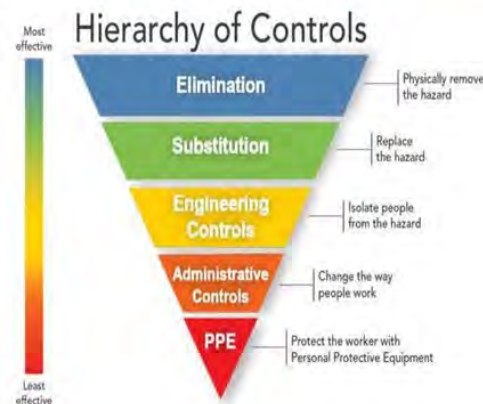 Hierarchy of Controls
Most
effective
Elimination
Physically remove
the hazard
Substitution
Replace
the hazard
Engineering
Controls
Isolate people
from the hazard
Administrative
Controls
Change the way
people work
PPE
Protect the worker with
Personal Protective Equipment
Least
effective